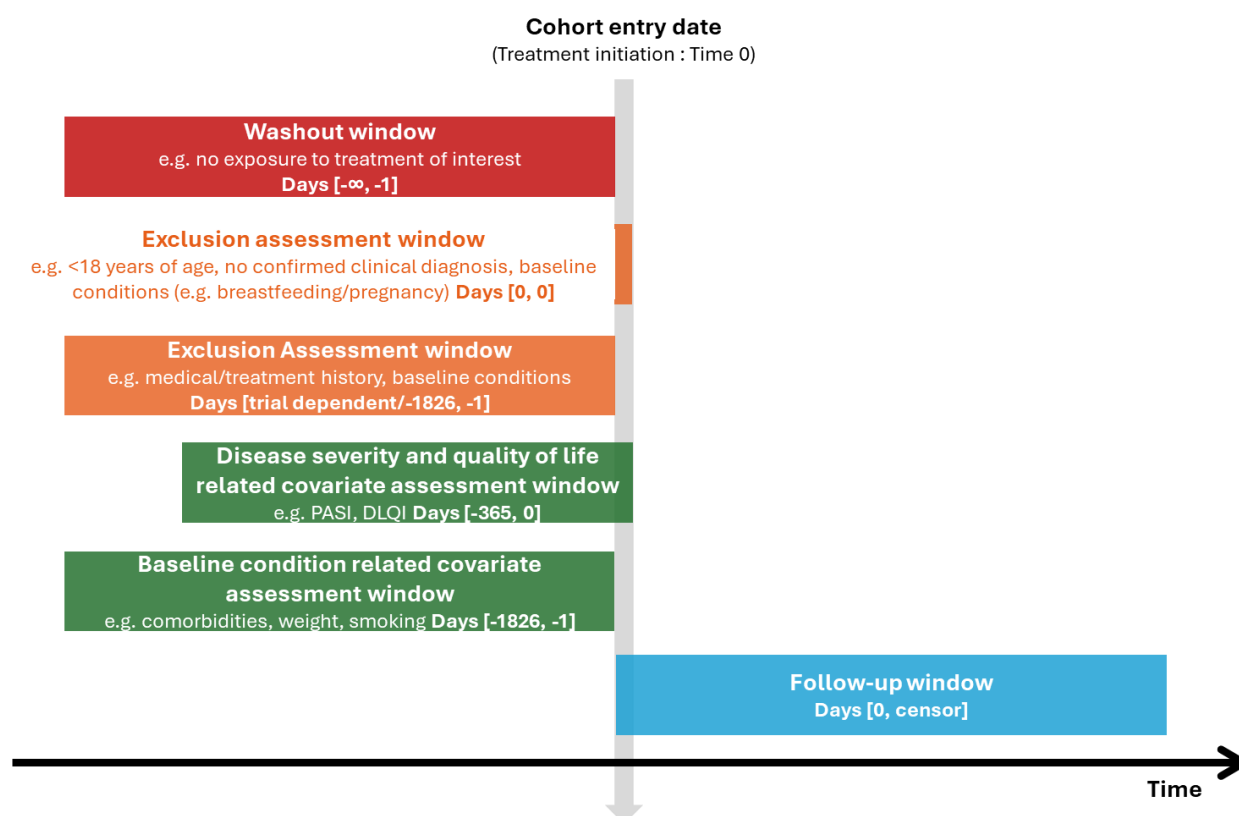 Cohort entry date
(Treatment initiation : Time 0)
Washout window
e.g. no exposure to treatment of interest
Days [-∞, -1]
Exclusion assessment window
e.g. <18 years of age, no confirmed clinical diagnosis, baseline
conditions (e.g. breastfeeding/pregnancy) Days [0, 0]
Exclusion Assessment window
e.g. medical/treatment history, baseline conditions
Days [trial dependent/-1826, -1]
Disease severity and quality of life
related covariate assessment window
e.g. PASI, DLQI Days [-365, 0]
Baseline condition related covariate
assessment window
e.g. comorbidities, weight, smoking Days [-1826, -1]
Follow-up window
Days [0, censor]
Time